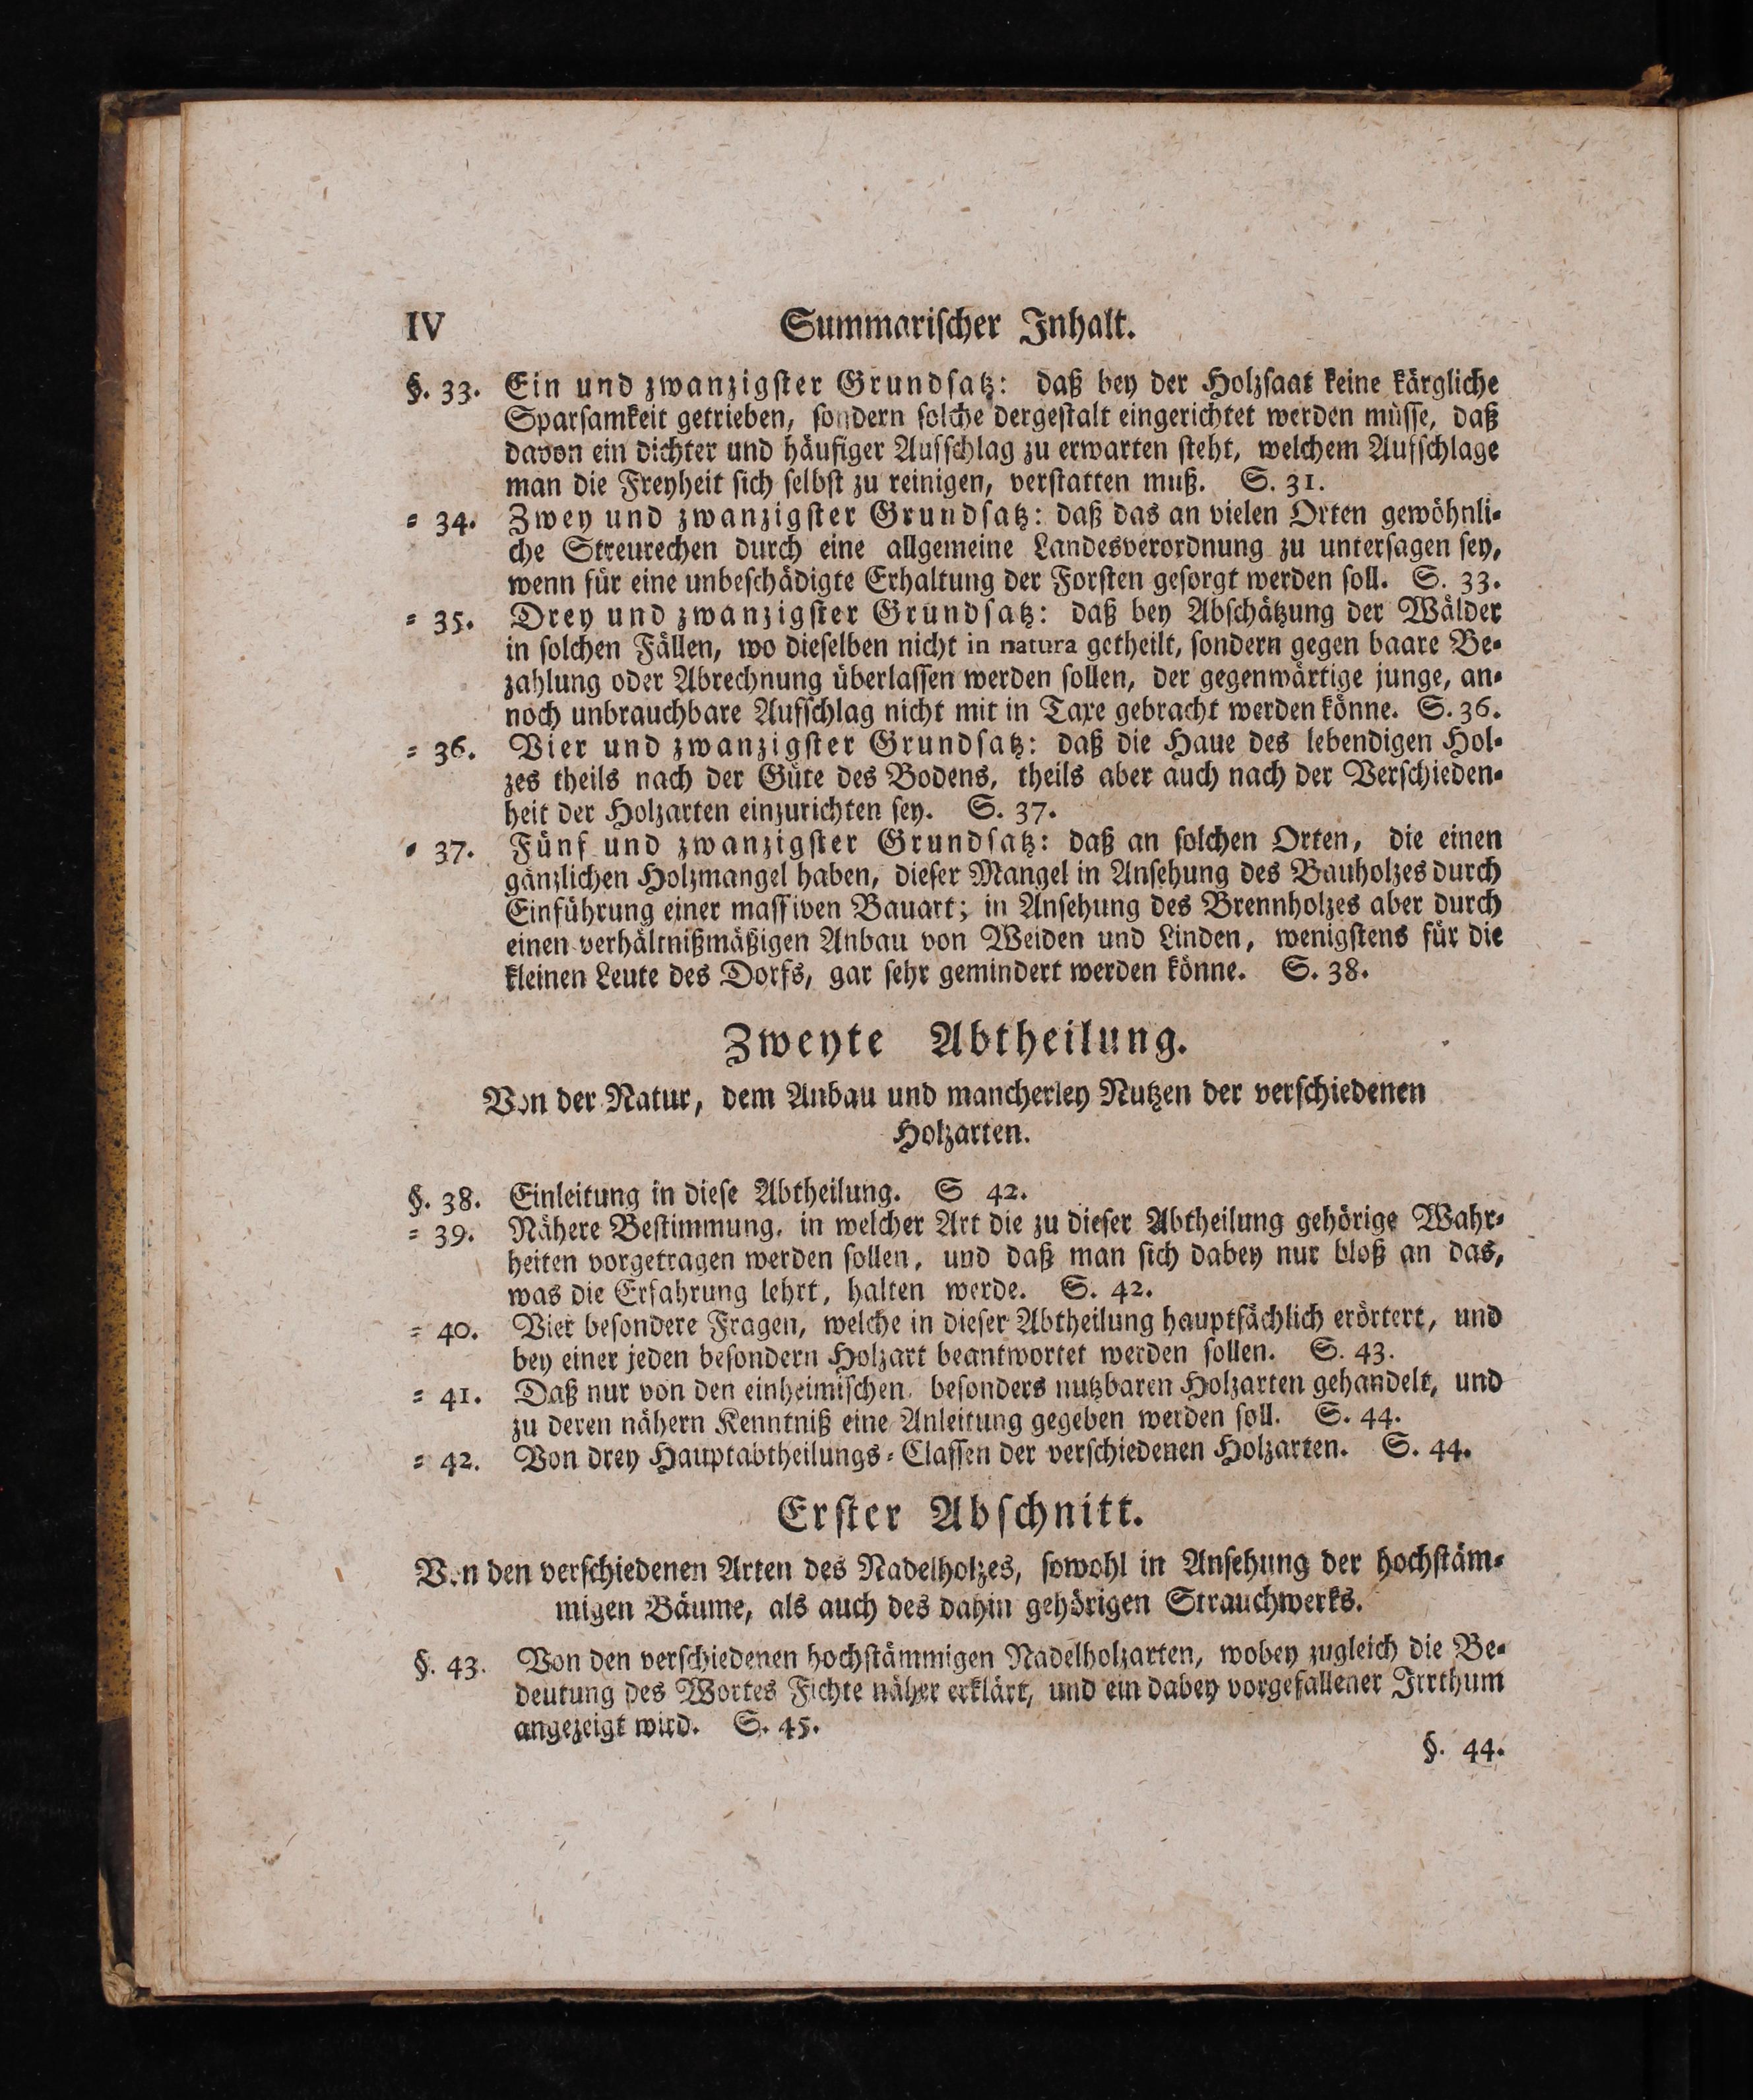 IV Summarischer Inhalt.
§. 33. Ein und zwanzigster Grundsatz: daß bey der Holzsaat keine kärgliche
Sparsamkeit getrieben, sondern solche dergestalt eingerichtet werden müsse, daß
davon ein dichter und häufiger Aufschlag zu erwarten steht, welchem Aufschlage
man die Freyheit sich selbst zu reinigen, verstatten muß. S. 31.
= 34. Zwey und zwanzigster Grundsatz: daß das an vielen Orten gewöhnli=
che Streurechen durch eine allgemeine Landesverordnung zu untersagen sey,
wenn für eine unbeschädigte Erhaltung der Forsten gesorgt werden soll. S. 33.
= 35. Drey und zwanzigster Grundsatz: daß bey Abschätzung der Wälder
in solchen Fällen, wo dieselben nicht in natura getheilt, sondern gegen baare Be=
zahlung oder Abrechnung überlassen werden sollen, der gegenwärtige junge, an=
noch unbrauchbare Aufschlag nicht mit in Taxe gebracht werden könne. S. 36.
= 36. Vier und zwanzigster Grundsatz: daß die Haue des lebendigen Hol=
zes theils nach der Güte des Bodens, theils aber auch nach der Verschieden=
heit der Holzarten einzurichten sey. S. 37.
= 37. Fünf und zwanzigster Grundsatz: daß an solchen Orten, die einen
gänzlichen Holzmangel haben, dieser Mangel in Ansehung des Bauholzes durch
Einführung einer massiven Bauart; in Ansehung des Brennholzes aber durch
einen verhältnißmäßigen Anbau von Weiden und Linden, wenigstens für die
kleinen Leute des Dorfs, gar sehr gemindert werden könne. S. 38.
Zweyte Abtheilung.
Von der Natur, dem Anbau und mancherley Nutzen der verschiedenen
Holzarten.
§. 38. Einleitung in diese Abtheilung. S 42.
= 39. Nähere Bestimmung, in welcher Art die zu dieser Abtheilung gehörige Wahr=
heiten vorgetragen werden sollen, und daß man sich dabey nur bloß an das,
was die Erfahrung lehrt, halten werde. S. 42.
= 40. Vier besondere Fragen, welche in dieser Abtheilung hauptsächlich erörtert, und
bey einer jeden besondern Holzart beantwortet werden sollen. S. 43.
= 41. Daß nur von den einheimischen, besonders nutzbaren Holzarten gehandelt, und
zu deren nähern Kenntniß eine Anleitung gegeben werden soll. S. 44.
= 42. Von drey Hauptabtheilungs=Classen der verschiedenen Holzarten. S. 44.
Erster Abschnitt.
Von den verschiedenen Arten des Nadelholzes, sowohl in Ansehung der hochstäm=
migen Bäume, als auch des dahin gehörigen Strauchwerks.
§. 43. Von den verschiedenen hochstämmigen Nadelholzarten, wobey zugleich die Be=
deutung des Wortes Fichte näher erklärt, und ein dabey vorgefallener Irrthum
angezeigt wird. S. 45.
§. 44.